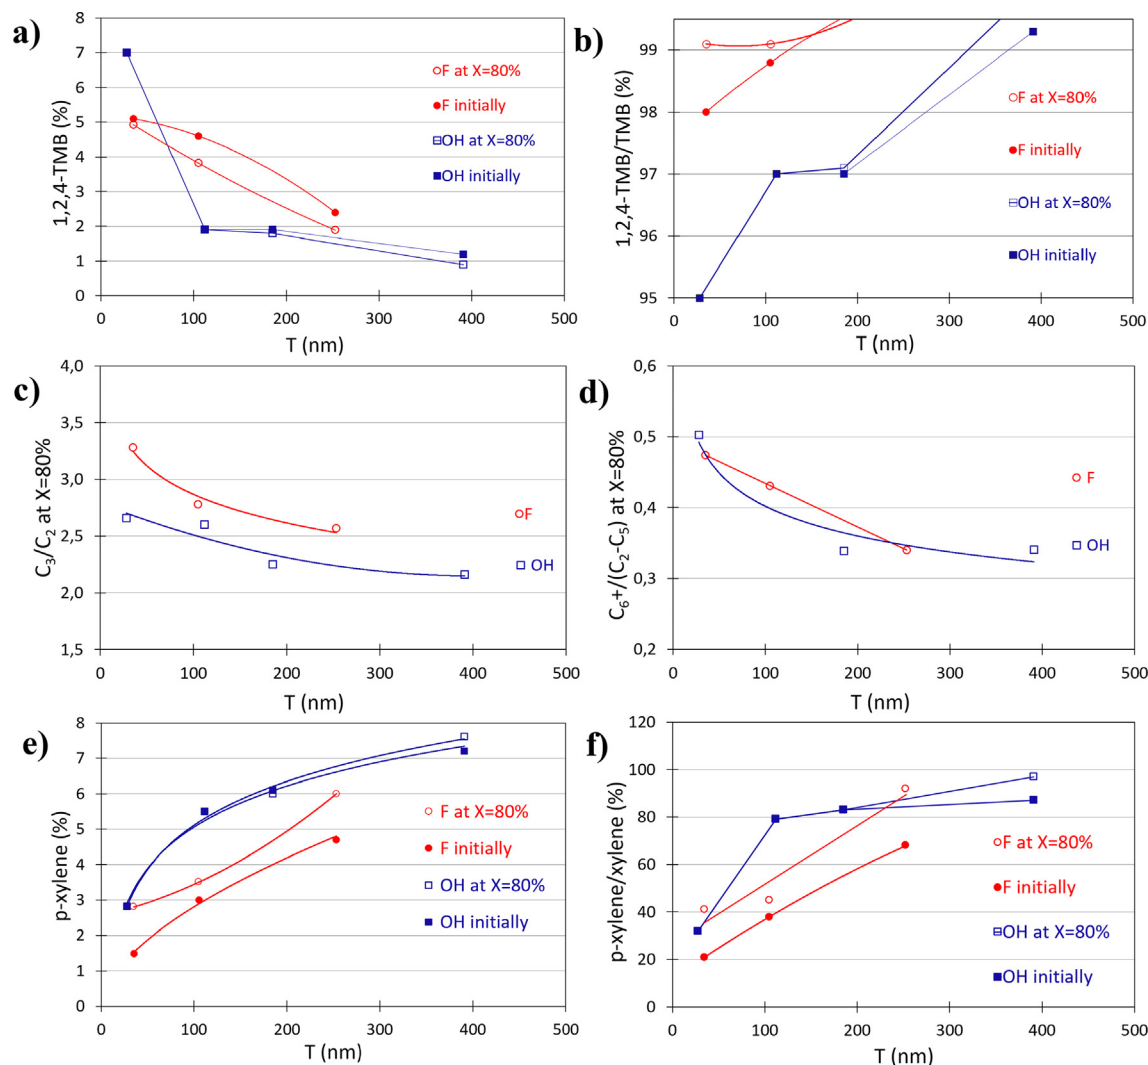 a)
1,2,4-TMB (%)
8
7
6
5
4
3
2
1
0
0 100 200 300 400 500
T (nm)
F at X=80%
F initially
OH at X=80%
OH initially
b)
1,2,4-TMB/TMB (%)
99
98
97
96
95
0 100 200 300 400 500
T (nm)
F at X=80%
F initially
OH at X=80%
OH initially
c)
C₃/C₂ at X=80%
4,0
3,5
3,0
2,5
2,0
1,5
0 100 200 300 400 500
T (nm)
F
OH
d)
C₆+/(C₂-C₅) at X=80%
0,6
0,5
0,4
0,3
0,2
0 100 200 300 400 500
T (nm)
F
OH
e)
p-xylene (%)
8
7
6
5
4
3
2
1
0
0 100 200 300 400 500
T (nm)
F at X=80%
F initially
OH at X=80%
OH initially
f)
p-xylene/xylene (%)
120
100
80
60
40
20
0
0 100 200 300 400 500
T (nm)
F at X=80%
F initially
OH at X=80%
OH initially